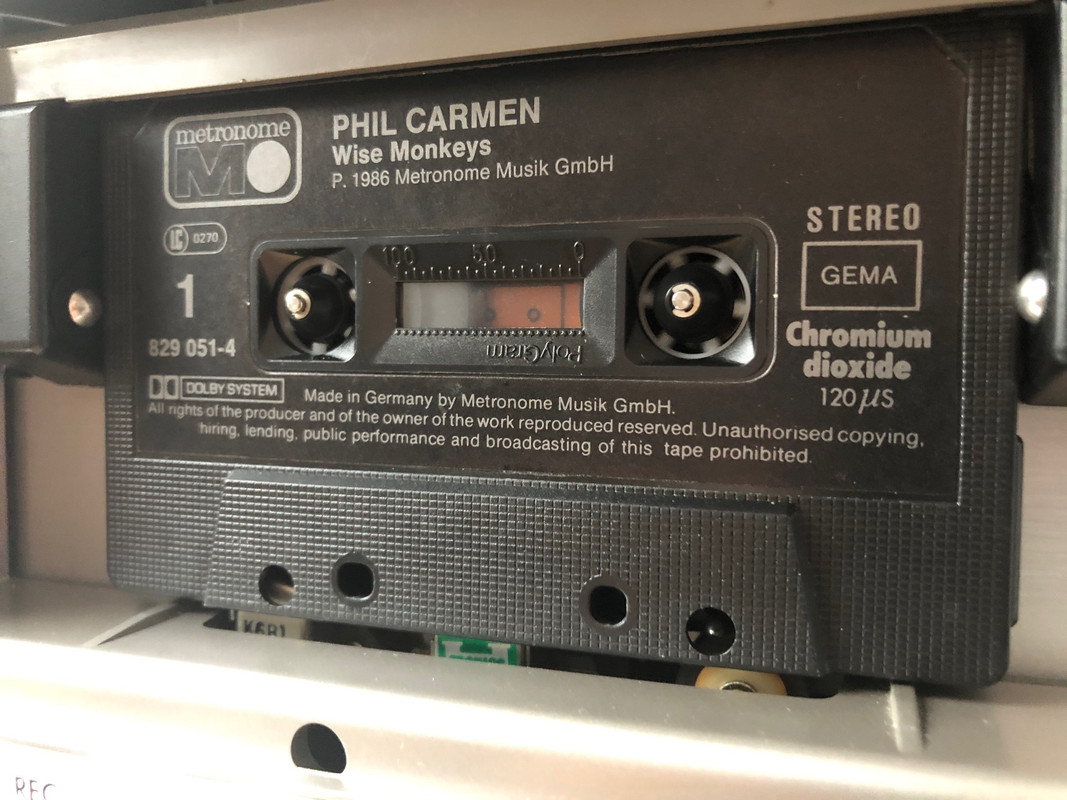 metronome
M
PHIL CARMEN
Wise Monkeys
P. 1986 Metronome Musik GmbH
LC 0270
STEREO
GEMA
100 50 0
1
PolyGram
Chromium
dioxide
120 µs
829 051-4
DOLBY SYSTEM
Made in Germany by Metronome Musik GmbH.
All rights of the producer and of the owner of the work reproduced reserved. Unauthorised copying,
hiring, lending, public performance and broadcasting of this tape prohibited.
REC